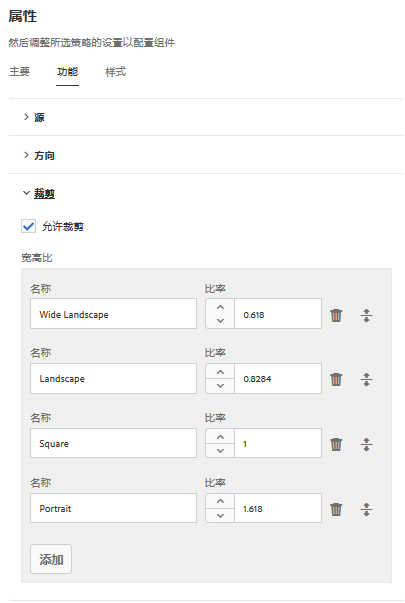 属性
然后调整所选策略的设置以配置组件
主要 功能 样式
源
方向
裁剪
允许裁剪
宽高比
名称 比率
Wide Landscape 0.618
名称 比率
Landscape 0.8284
名称 比率
Square 1
名称 比率
Portrait 1.618
添加